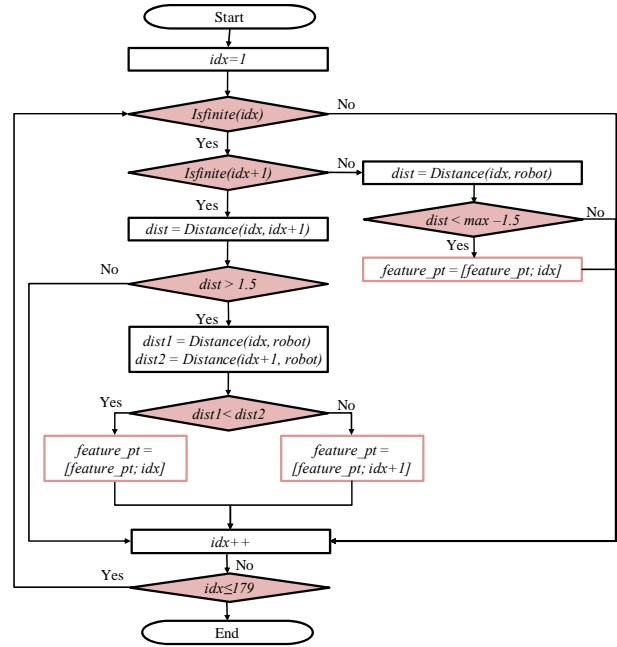 Start
idx=1
Isfinite(idx)
No
Yes
Isfinite(idx+1)
No
dist = Distance(idx, robot)
Yes
dist = Distance(idx, idx+1)
dist < max –1.5
No
Yes
feature_pt = [feature_pt; idx]
No
dist > 1.5
Yes
dist1 = Distance(idx, robot)
dist2 = Distance(idx+1, robot)
Yes
dist1< dist2
No
feature_pt =
[feature_pt; idx]
feature_pt =
[feature_pt; idx+1]
idx++
No
Yes
idx≤179
End